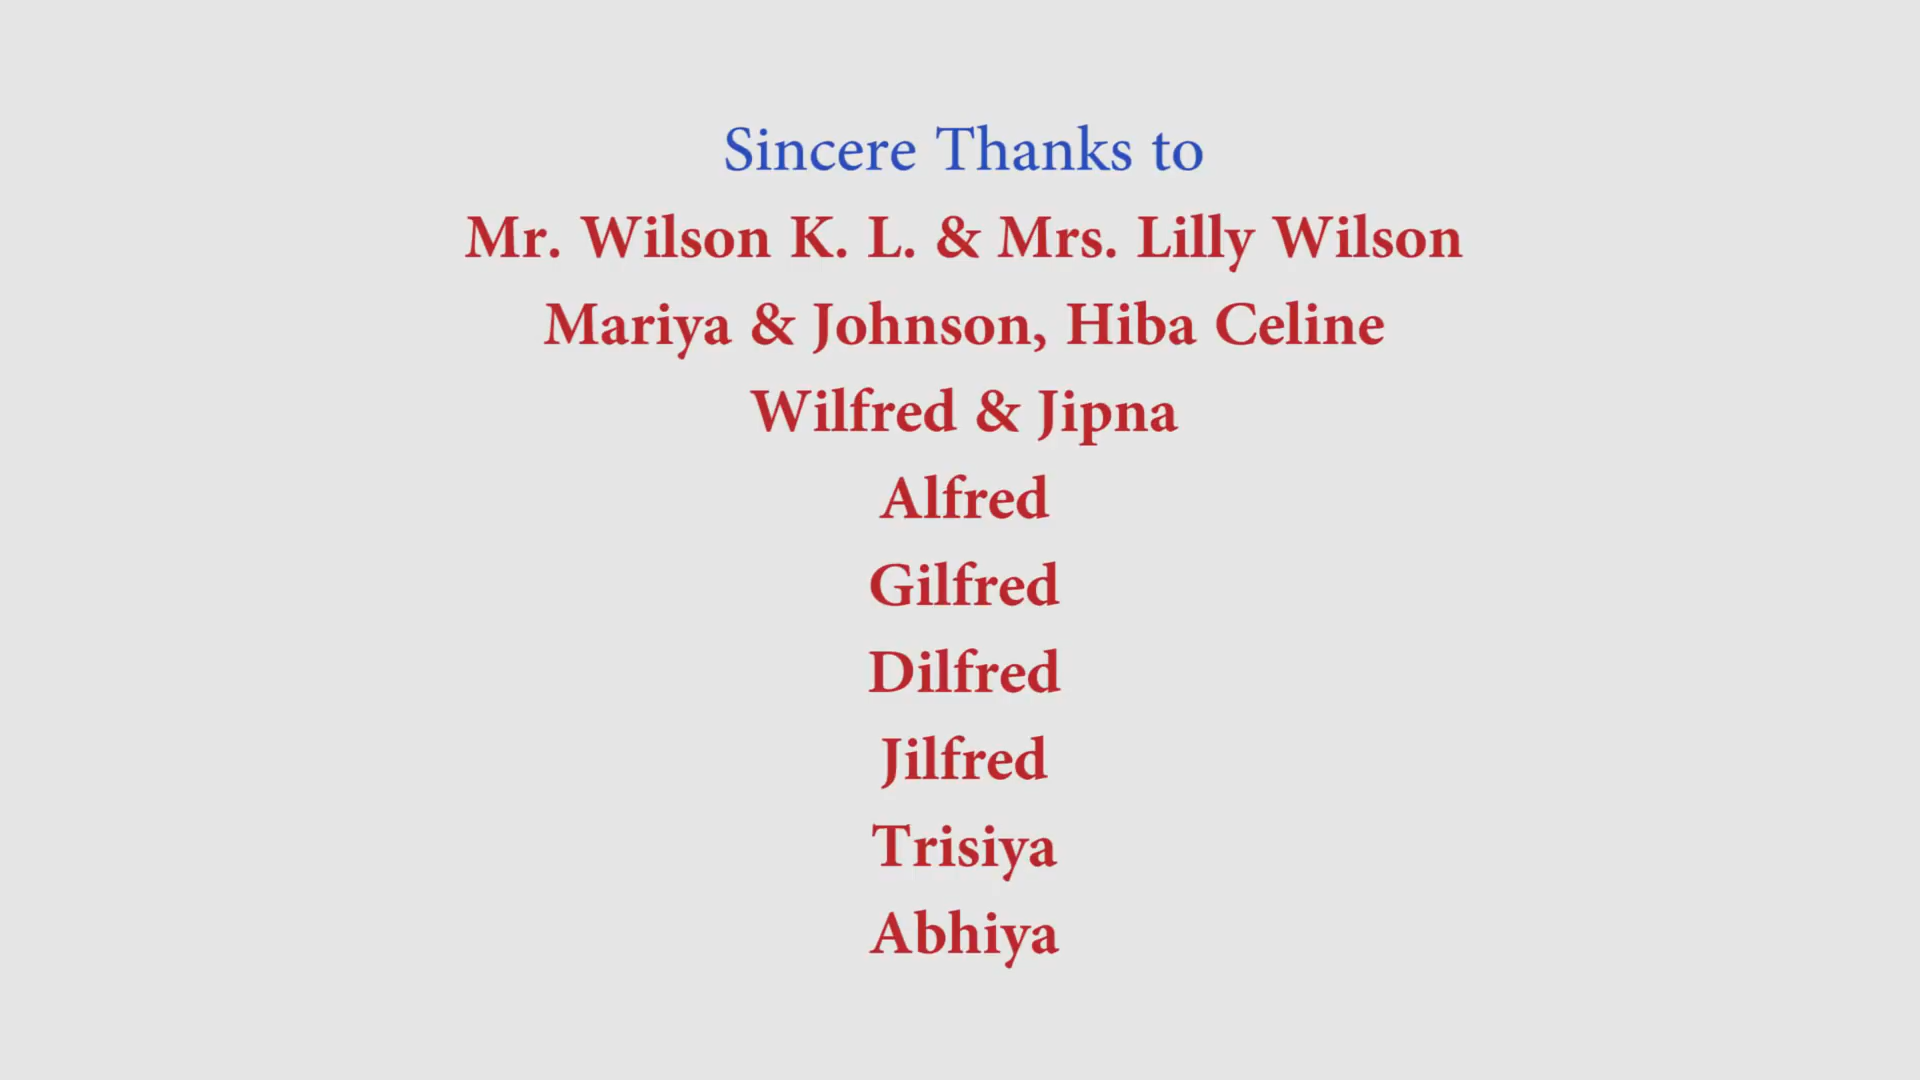 Sincere Thanks to
Mr. Wilson K. L. & Mrs. Lilly Wilson
Mariya & Johnson, Hiba Celine
Wilfred & Jipna
Alfred
Gilfred
Dilfred
Jilfred
Trisiya
Abhiya